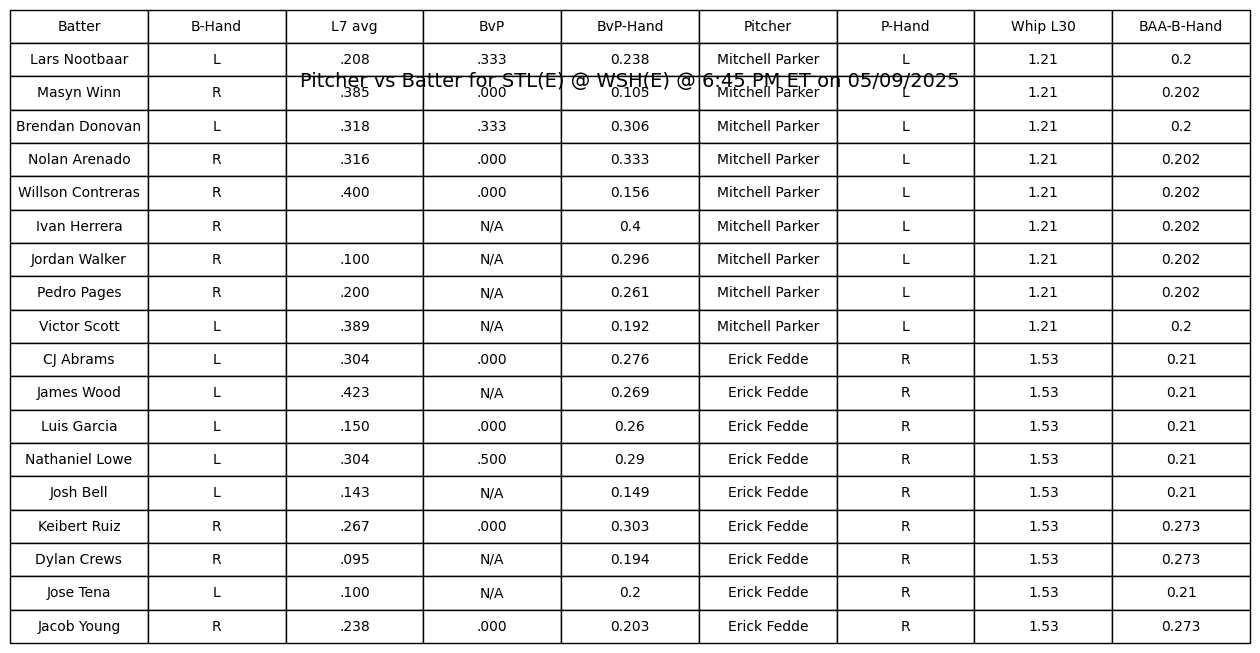 Batter B-Hand L7 avg BvP BvP-Hand Pitcher P-Hand Whip L30 BAA-B-Hand
Lars Nootbaar L .208 .333 0.238 Mitchell Parker L 1.21 0.2
Pitcher vs Batter for STL(E) @ WSH(E) @ 6:45 PM ET on 05/09/2025
Masyn Winn R .385 .000 0.105 Mitchell Parker L 1.21 0.202
Brendan Donovan L .318 .333 0.306 Mitchell Parker L 1.21 0.2
Nolan Arenado R .316 .000 0.333 Mitchell Parker L 1.21 0.202
Willson Contreras R .400 .000 0.156 Mitchell Parker L 1.21 0.202
Ivan Herrera R N/A 0.4 Mitchell Parker L 1.21 0.202
Jordan Walker R .100 N/A 0.296 Mitchell Parker L 1.21 0.202
Pedro Pages R .200 N/A 0.261 Mitchell Parker L 1.21 0.202
Victor Scott L .389 N/A 0.192 Mitchell Parker L 1.21 0.2
CJ Abrams L .304 .000 0.276 Erick Fedde R 1.53 0.21
James Wood L .423 N/A 0.269 Erick Fedde R 1.53 0.21
Luis Garcia L .150 .000 0.26 Erick Fedde R 1.53 0.21
Nathaniel Lowe L .304 .500 0.29 Erick Fedde R 1.53 0.21
Josh Bell L .143 N/A 0.149 Erick Fedde R 1.53 0.21
Keibert Ruiz R .267 .000 0.303 Erick Fedde R 1.53 0.273
Dylan Crews R .095 N/A 0.194 Erick Fedde R 1.53 0.273
Jose Tena L .100 N/A 0.2 Erick Fedde R 1.53 0.21
Jacob Young R .238 .000 0.203 Erick Fedde R 1.53 0.273